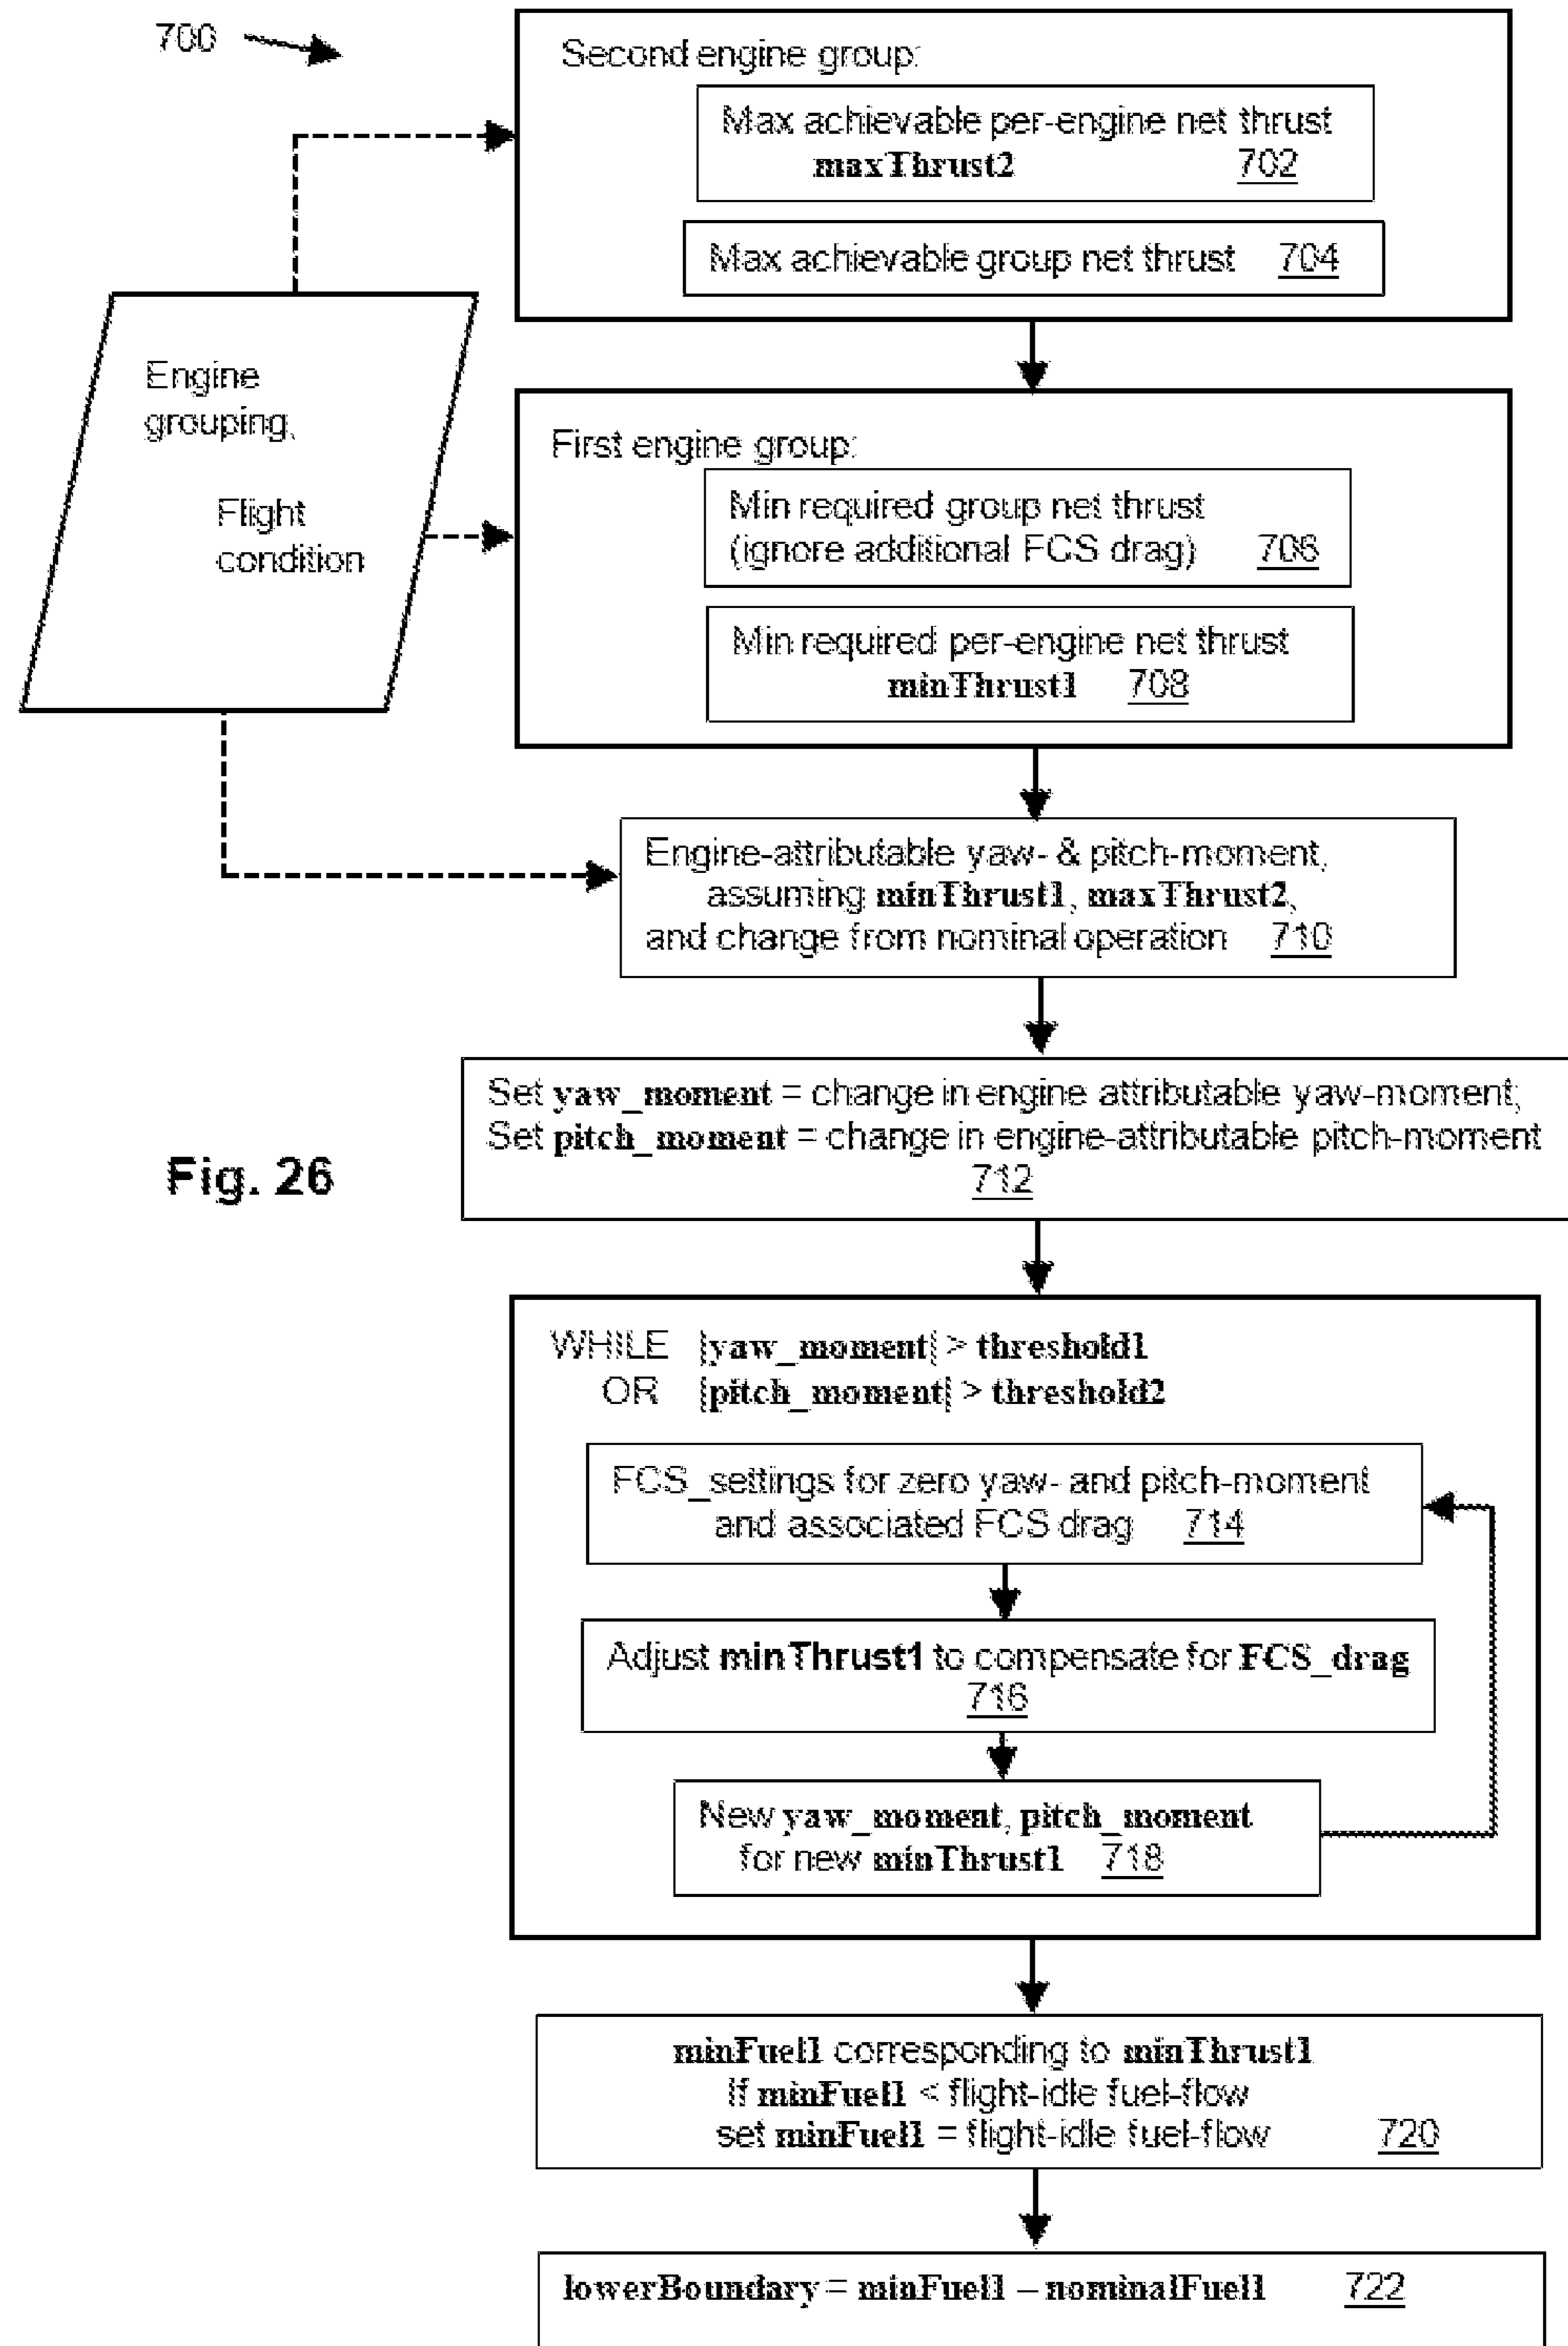 700
Second engine group:
Max achievable per-engine net thrust
maxThrust2 702
Max achievable group net thrust 704
Engine
grouping,
Flight
condition
First engine group:
Min required group net thrust
(ignore additional FCS drag) 706
Min required per-engine net thrust
minThrust1 708
Engine-attributable yaw- & pitch-moment,
assuming minThrust1, maxThrust2,
and change from nominal operation 710
Set yaw_moment = change in engine attributable yaw-moment;
Set pitch_moment = change in engine-attributable pitch-moment
712
Fig. 26
WHILE |yaw_moment| > threshold1
OR |pitch_moment| > threshold2
FCS_settings for zero yaw- and pitch-moment
and associated FCS drag 714
Adjust minThrust1 to compensate for FCS_drag
716
New yaw_moment, pitch_moment
for new minThrust1 718
minFuel1 corresponding to minThrust1
If minFuel1 < flight-idle fuel-flow
set minFuel1 = flight-idle fuel-flow 720
lowerBoundary = minFuel1 – nominalFuel1 722